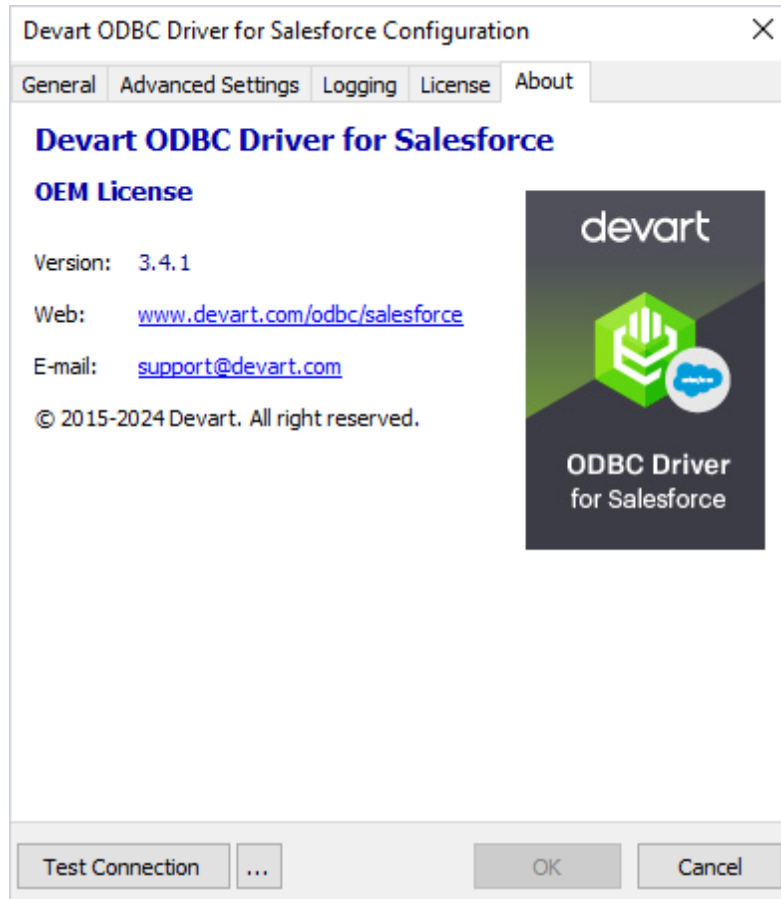 Devart ODBC Driver for Salesforce Configuration
General Advanced Settings Logging License About
Devart ODBC Driver for Salesforce
OEM License
Version: 3.4.1
Web: www.devart.com/odbc/salesforce
E-mail: support@devart.com
© 2015-2024 Devart. All right reserved.
devart
ODBC Driver
for Salesforce
Test Connection ... OK Cancel